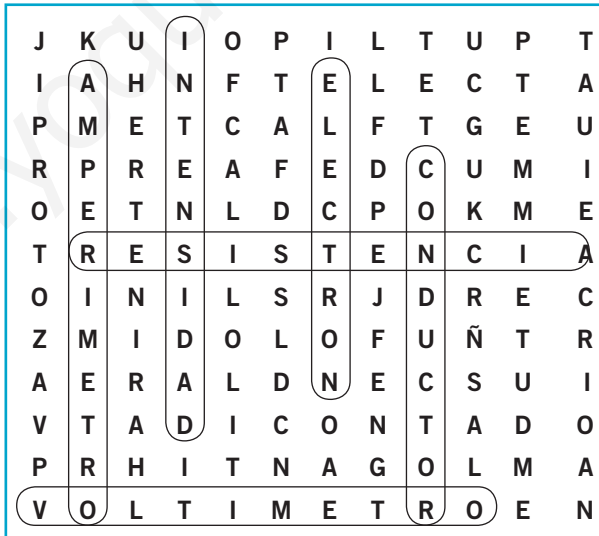 J K U I O P I L T U P T
I A H N F T E L E C T A
P M E T C A L F T G E U
R P R E A F E D C U M I
O E T N L D C P O K M E
T R E S I S T E N C I A
O I N I L S R J D R E C
Z M I D O L O F U Ñ T R
A E R A L D N E C S U I
V T A D I C O N T A D O
P R H I T N A G O L M A
V O L T I M E T R O E N